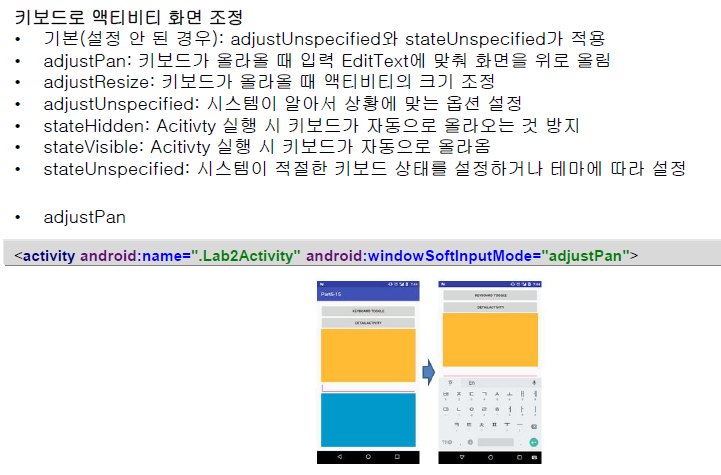 키보드로 액티비티 화면 조정
• 기본(설정 안 된 경우): adjustUnspecified와 stateUnspecified가 적용
• adjustPan: 키보드가 올라올 때 입력 EditText에 맞춰 화면을 위로 올림
• adjustResize: 키보드가 올라올 때 액티비티의 크기 조정
• adjustUnspecified: 시스템이 알아서 상황에 맞는 옵션 설정
• stateHidden: Acitivty 실행 시 키보드가 자동으로 올라오는 것 방지
• stateVisible: Acitivty 실행 시 키보드가 자동으로 올라옴
• stateUnspecified: 시스템이 적절한 키보드 상태를 설정하거나 테마에 따라 설정
• adjustPan
<activity android:name=".Lab2Activity" android:windowSoftInputMode="adjustPan">
Part5-15
KEYBOARD TOGGLE
DETAILACTIVITY
KEYBOARD TOGGLE
DETAILACTIVITY
ㅂ ㅈ ㄷ ㄱ ㅅ ㅛ ㅕ ㅑ ㅐ ㅔ
ㅁ ㄴ ㅇ ㄹ ㅎ ㅗ ㅓ ㅏ ㅣ
ㅋ ㅌ ㅊ ㅍ ㅠ ㅜ ㅡ